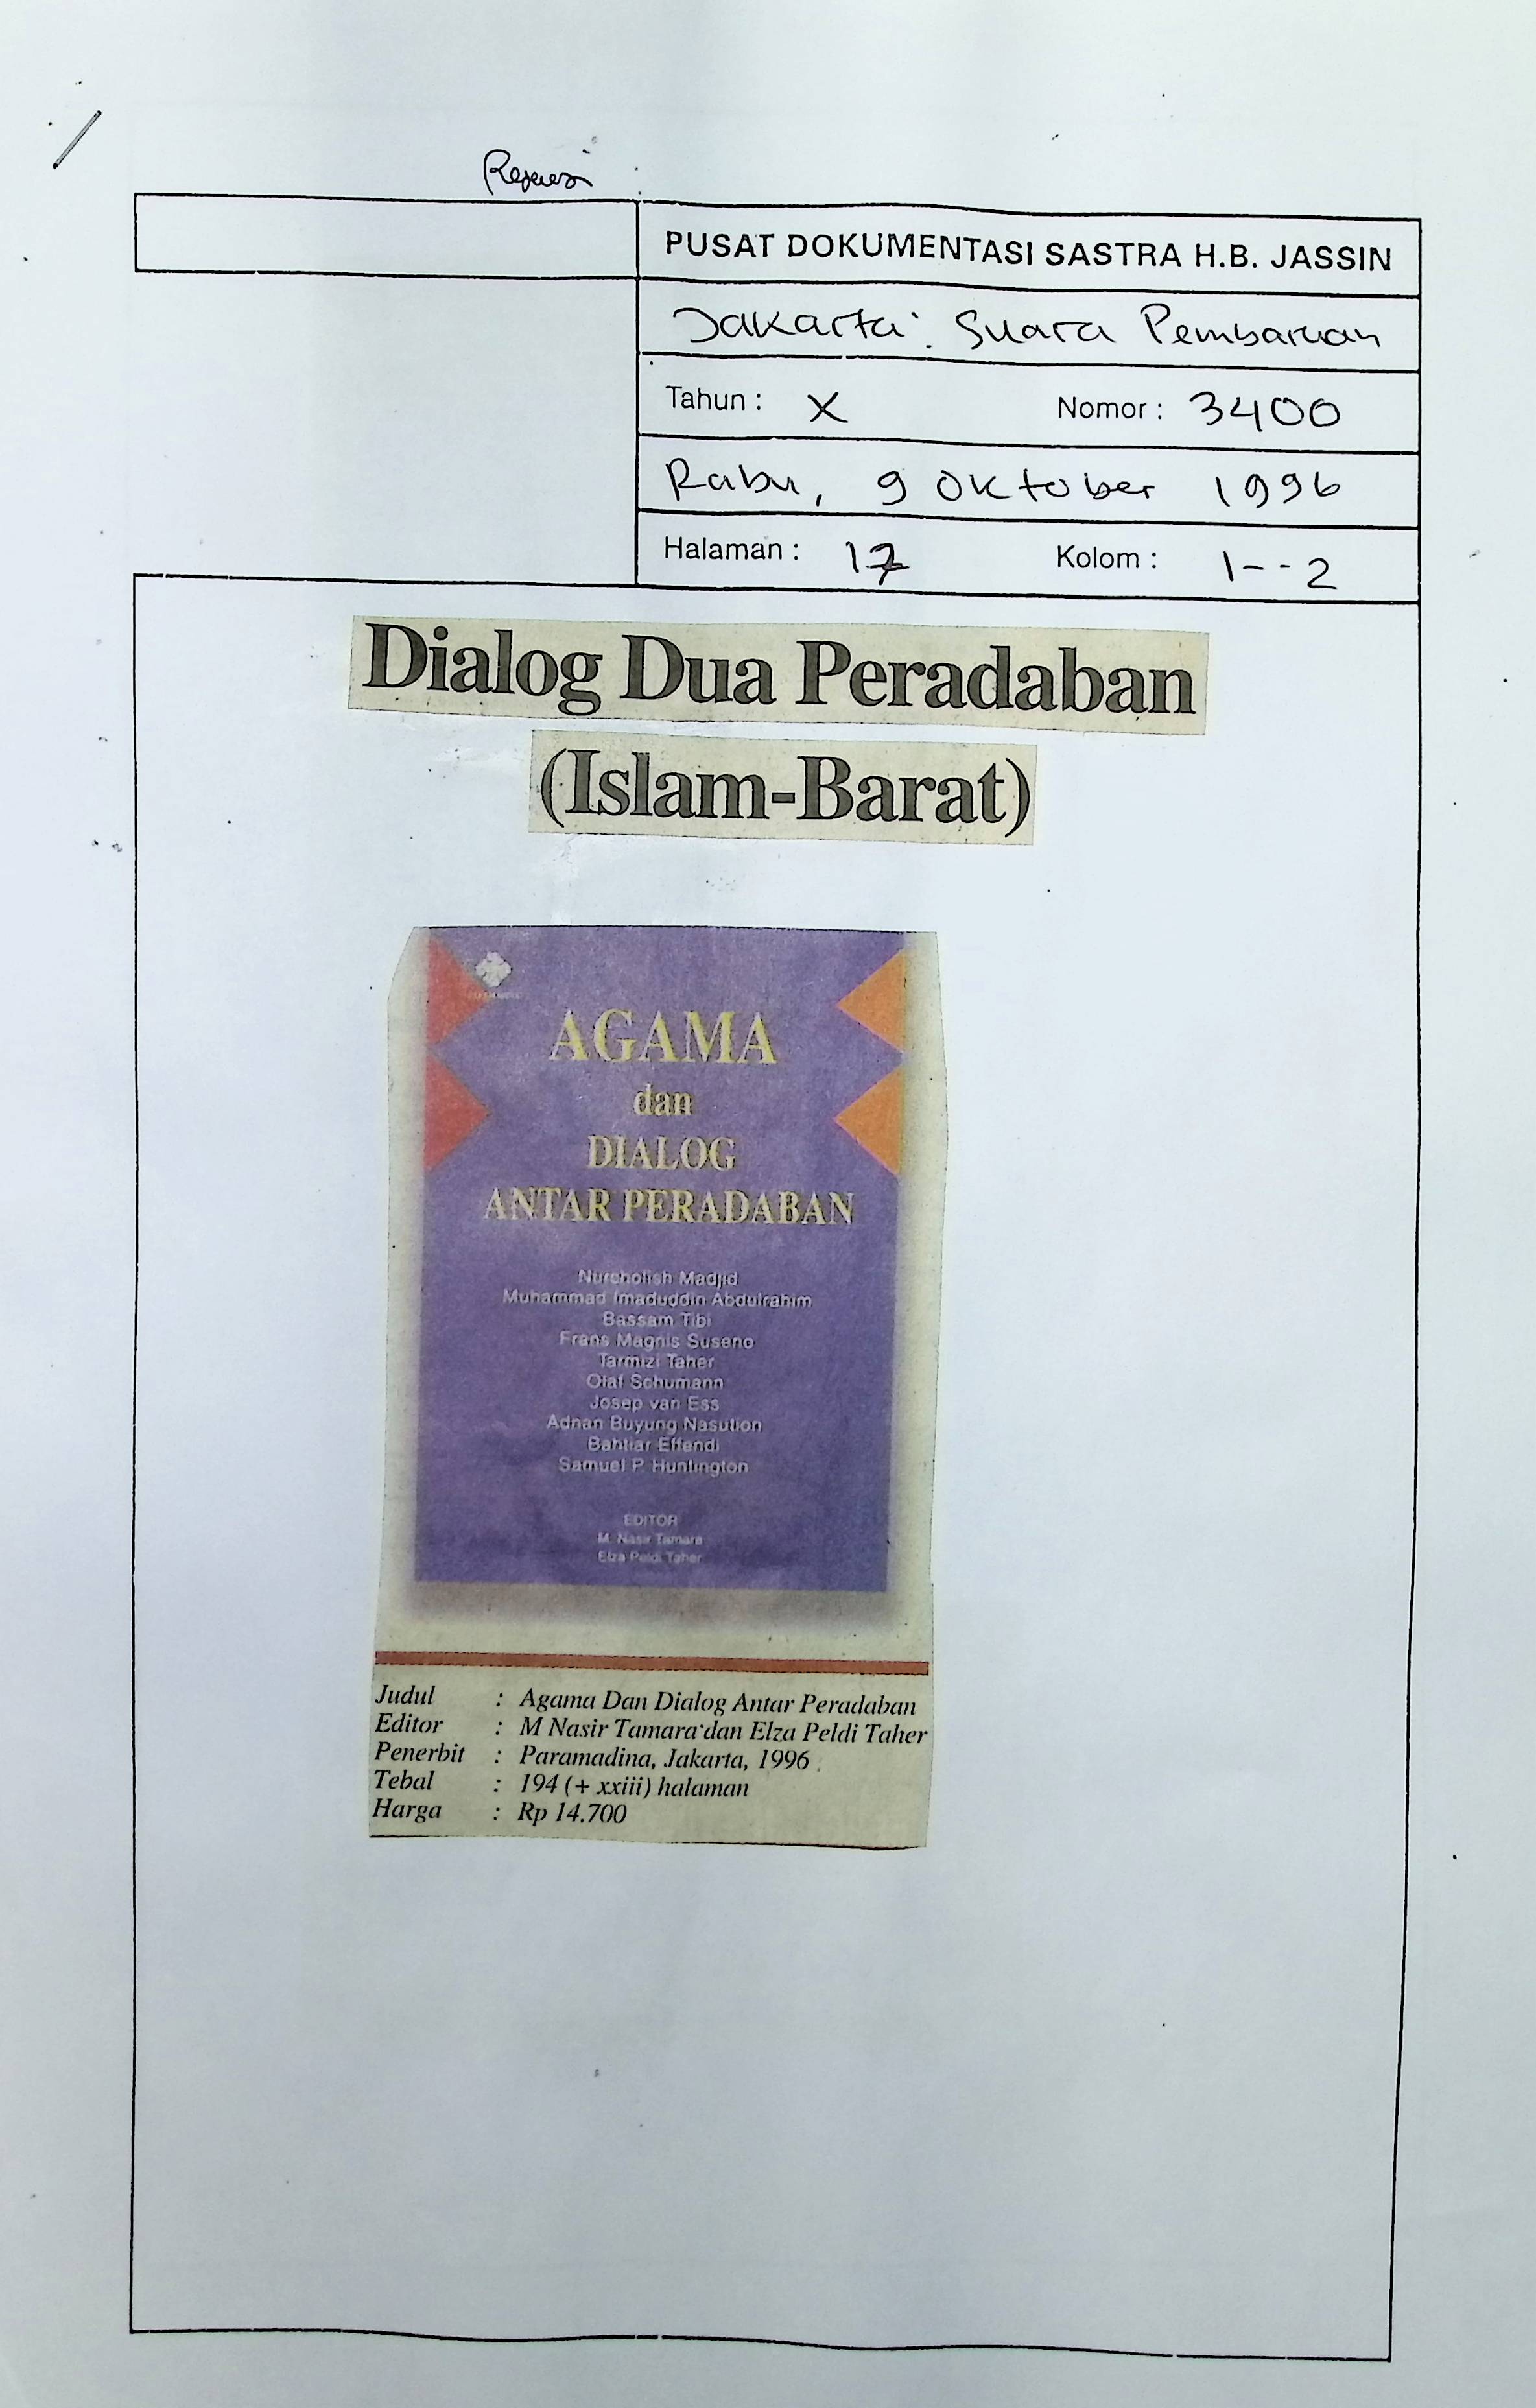 PUSAT DOKUMENTASI SASTRA H.B. JASSIN
Jakarta: Suara Pembaruan
Tahun : X Nomor : 3400
Rabu, 9 Oktober 1996
Halaman : 17 Kolom : 1--2
Dialog Dua Peradaban
(Islam-Barat)
AGAMA
dan
DIALOG
ANTAR PERADABAN
Nurcholish Madjid
Muhammad Imaduddin Abdulrahim
Bassam Tibi
Frans Magnis Suseno
Tarmizi Taher
Olaf Schumann
Josep van Ess
Adnan Buyung Nasution
Bahtiar Effendi
Samuel P. Huntington
EDITOR
M. Nasir Tamara
Elza Peldi Taher
Judul : Agama Dan Dialog Antar Peradaban
Editor : M Nasir Tamara dan Elza Peldi Taher
Penerbit : Paramadina, Jakarta, 1996
Tebal : 194 (+ xxiii) halaman
Harga : Rp 14.700